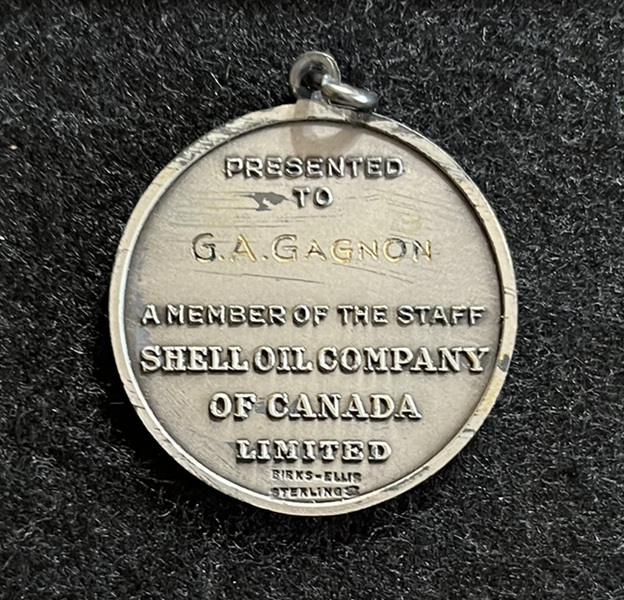 PRESENTED
TO
G.A.GAGNON
A MEMBER OF THE STAFF
SHELL OIL COMPANY
OF CANADA
LIMITED
BIRKS-ELLIS
STERLING